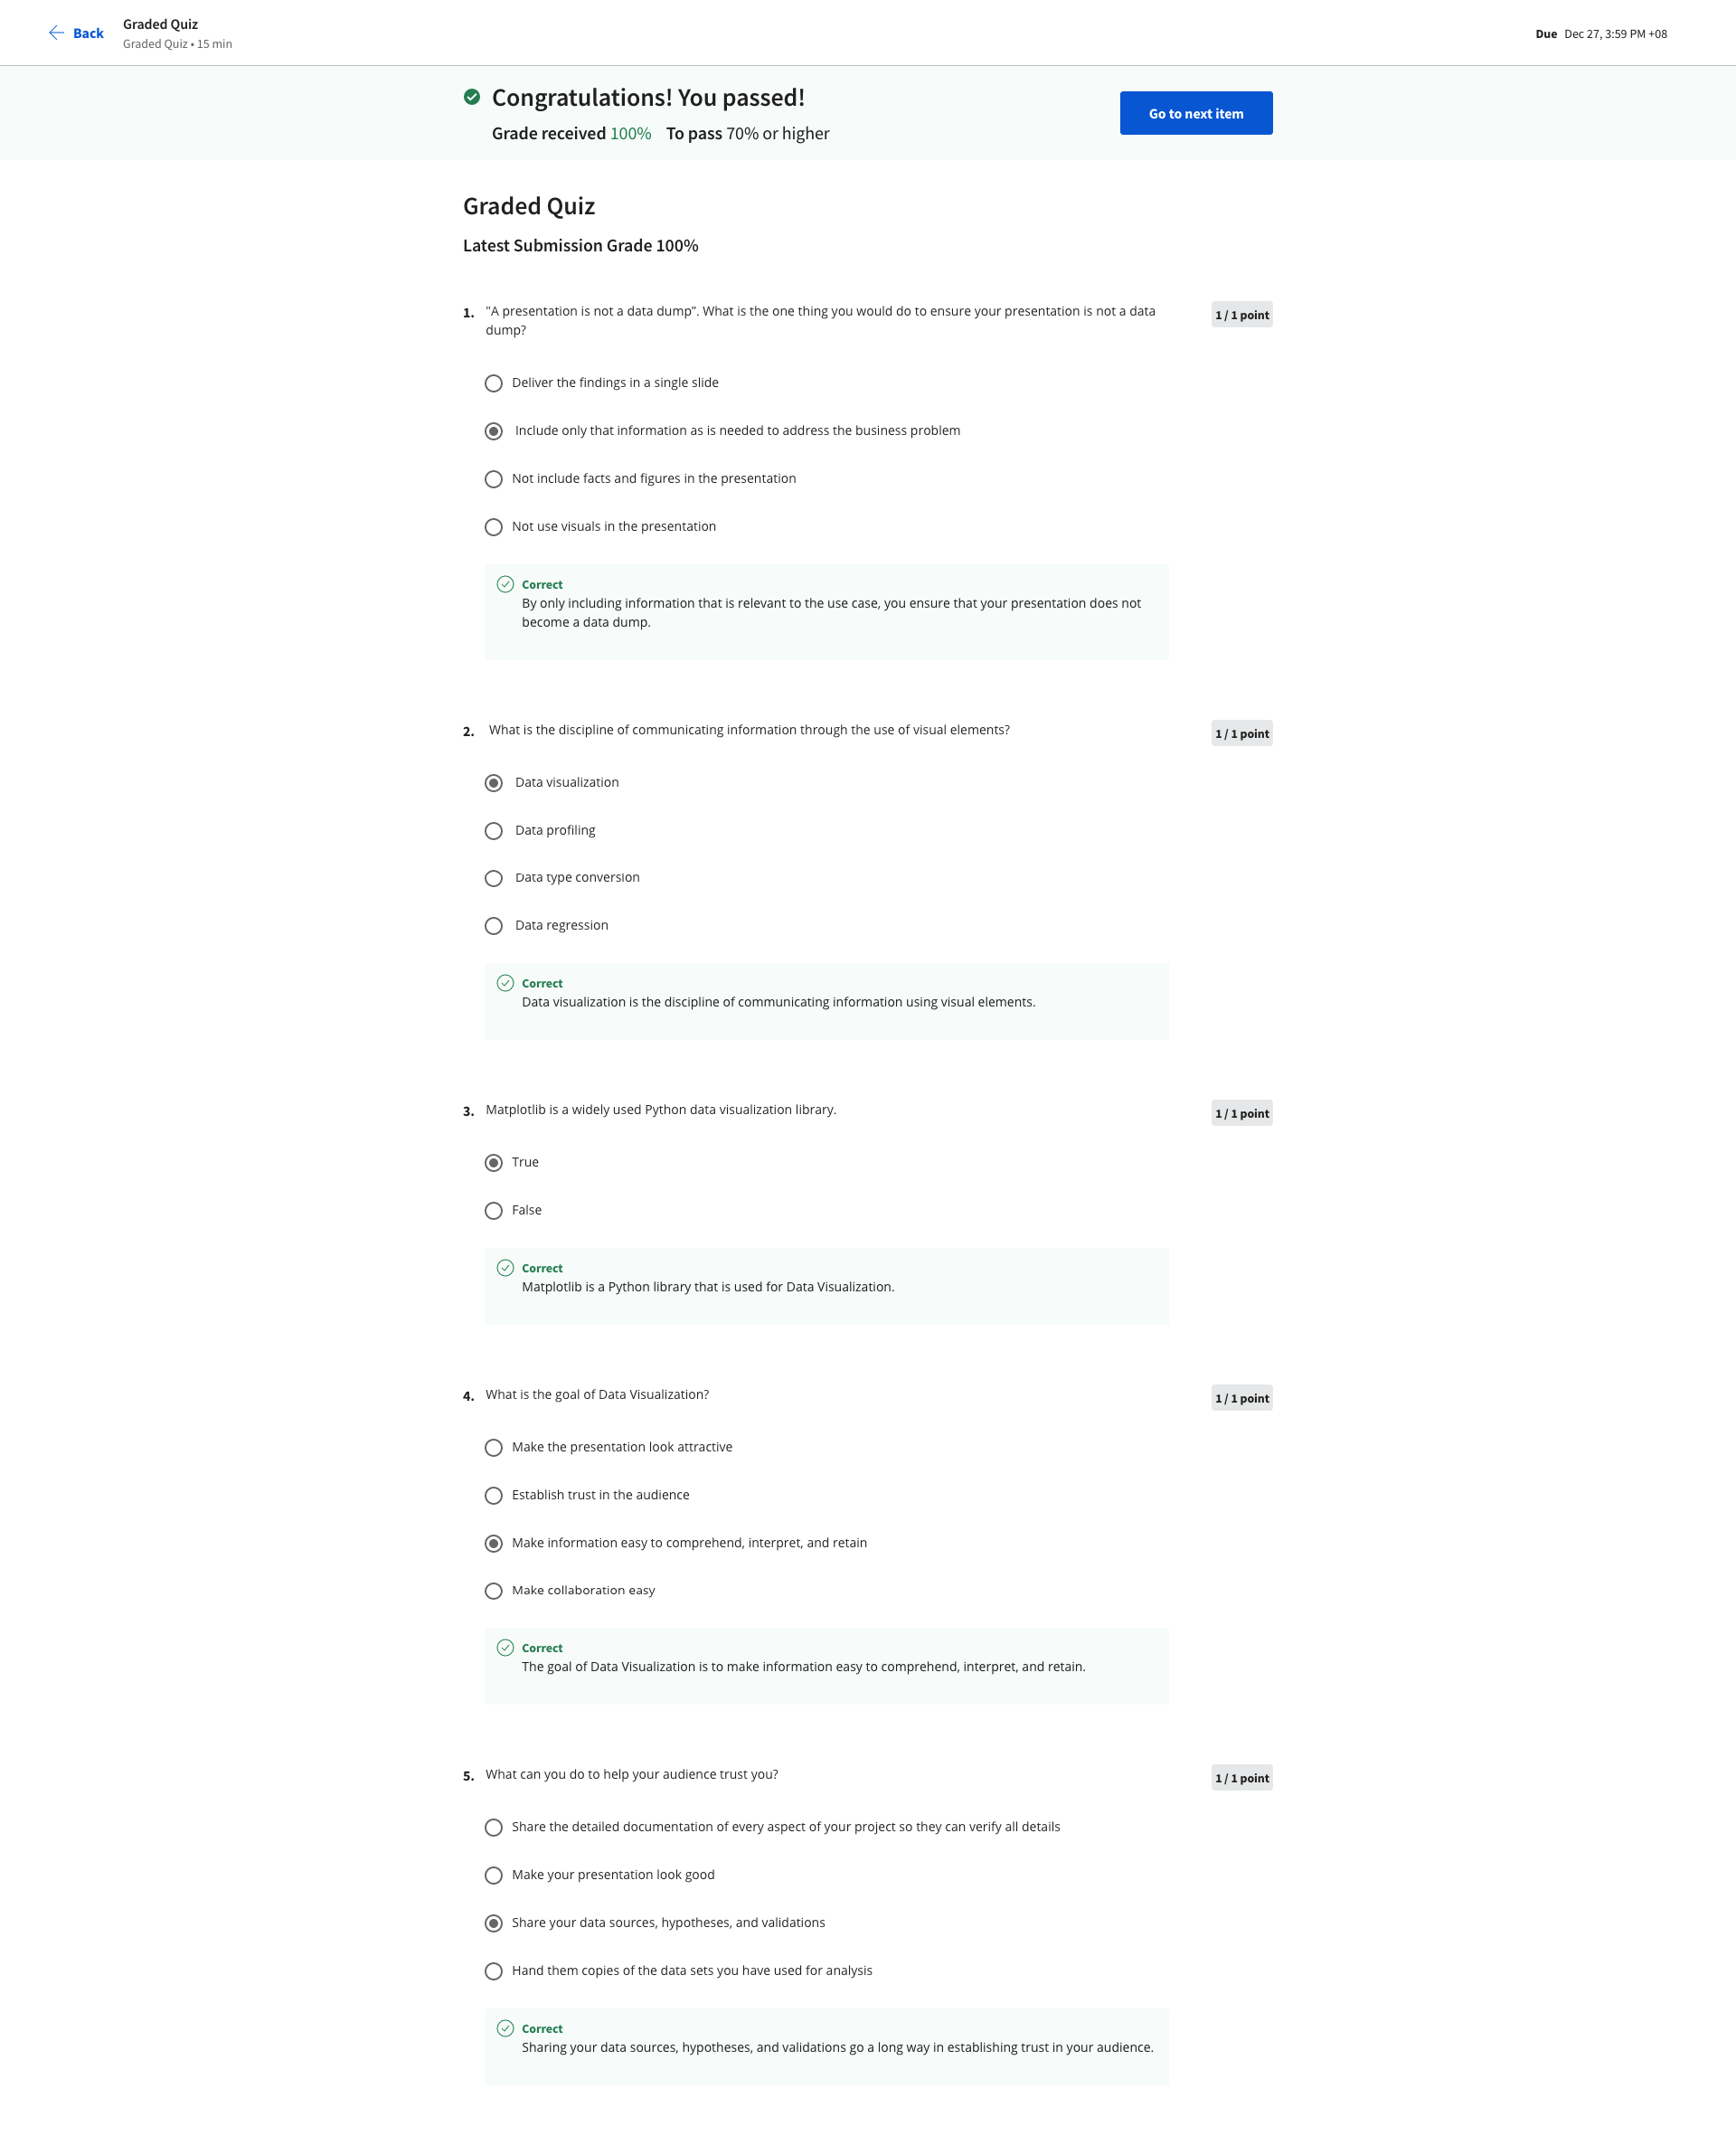 Back
Graded Quiz
Graded Quiz • 15 min
Due Dec 27, 3:59 PM +08
Congratulations! You passed!
Grade received 100% To pass 70% or higher
Go to next item
Graded Quiz
Latest Submission Grade 100%
1. "A presentation is not a data dump”. What is the one thing you would do to ensure your presentation is not a data
dump?
1 / 1 point
Deliver the findings in a single slide
Include only that information as is needed to address the business problem
Not include facts and figures in the presentation
Not use visuals in the presentation
Correct
By only including information that is relevant to the use case, you ensure that your presentation does not
become a data dump.
2. What is the discipline of communicating information through the use of visual elements?
1 / 1 point
Data visualization
Data profiling
Data type conversion
Data regression
Correct
Data visualization is the discipline of communicating information using visual elements.
3. Matplotlib is a widely used Python data visualization library.
1 / 1 point
True
False
Correct
Matplotlib is a Python library that is used for Data Visualization.
4. What is the goal of Data Visualization?
1 / 1 point
Make the presentation look attractive
Establish trust in the audience
Make information easy to comprehend, interpret, and retain
Make collaboration easy
Correct
The goal of Data Visualization is to make information easy to comprehend, interpret, and retain.
5. What can you do to help your audience trust you?
1 / 1 point
Share the detailed documentation of every aspect of your project so they can verify all details
Make your presentation look good
Share your data sources, hypotheses, and validations
Hand them copies of the data sets you have used for analysis
Correct
Sharing your data sources, hypotheses, and validations go a long way in establishing trust in your audience.